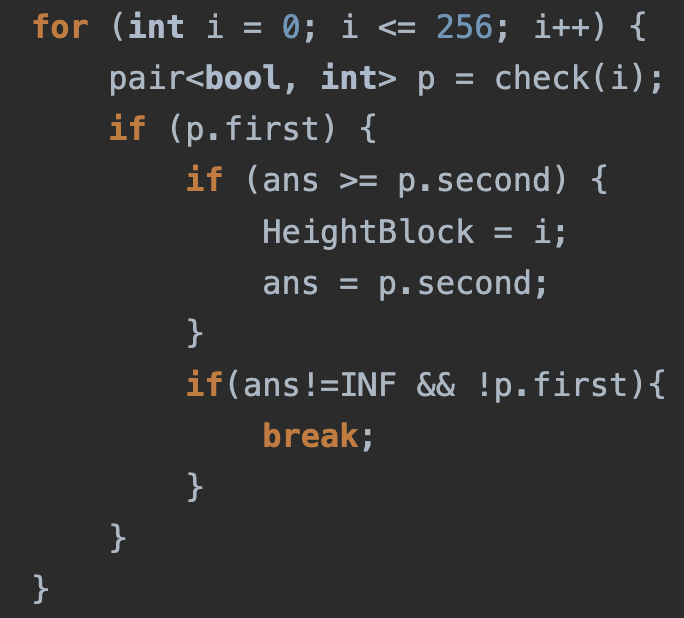 for (int i = 0; i <= 256; i++) {
    pair<bool, int> p = check(i);
    if (p.first) {
        if (ans >= p.second) {
            HeightBlock = i;
            ans = p.second;
        }
        if(ans!=INF && !p.first){
            break;
        }
    }
}